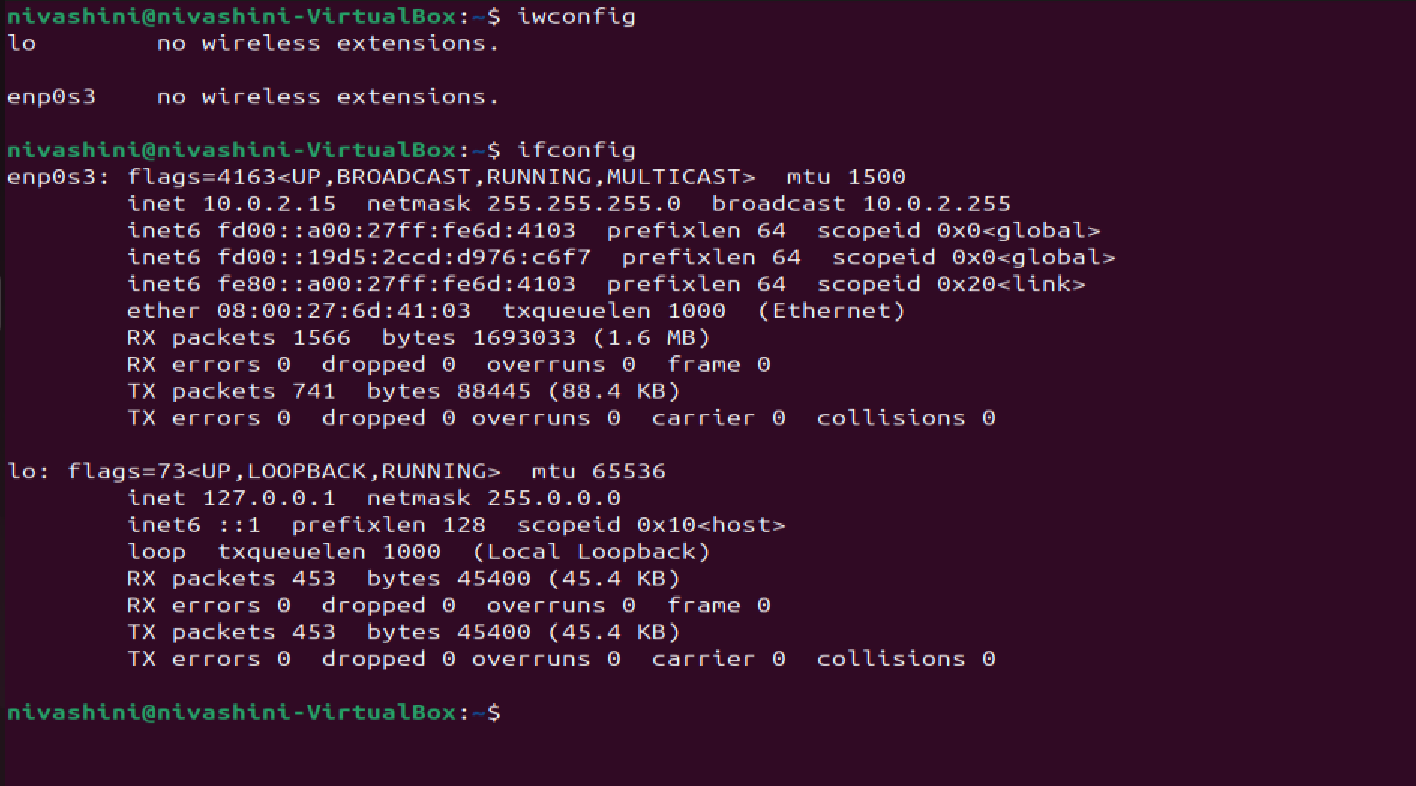 nivashini@nivashini-VirtualBox:~$ iwconfig
lo        no wireless extensions.
enp0s3    no wireless extensions.
nivashini@nivashini-VirtualBox:~$ ifconfig
enp0s3: flags=4163<UP,BROADCAST,RUNNING,MULTICAST>  mtu 1500
        inet 10.0.2.15  netmask 255.255.255.0  broadcast 10.0.2.255
        inet6 fd00::a00:27ff:fe6d:4103  prefixlen 64  scopeid 0x0<global>
        inet6 fd00::19d5:2ccd:d976:c6f7  prefixlen 64  scopeid 0x0<global>
        inet6 fe80::a00:27ff:fe6d:4103  prefixlen 64  scopeid 0x20<link>
        ether 08:00:27:6d:41:03  txqueuelen 1000  (Ethernet)
        RX packets 1566  bytes 1693033 (1.6 MB)
        RX errors 0  dropped 0  overruns 0  frame 0
        TX packets 741  bytes 88445 (88.4 KB)
        TX errors 0  dropped 0 overruns 0  carrier 0  collisions 0
lo: flags=73<UP,LOOPBACK,RUNNING>  mtu 65536
        inet 127.0.0.1  netmask 255.0.0.0
        inet6 ::1  prefixlen 128  scopeid 0x10<host>
        loop  txqueuelen 1000  (Local Loopback)
        RX packets 453  bytes 45400 (45.4 KB)
        RX errors 0  dropped 0  overruns 0  frame 0
        TX packets 453  bytes 45400 (45.4 KB)
        TX errors 0  dropped 0 overruns 0  carrier 0  collisions 0
nivashini@nivashini-VirtualBox:~$